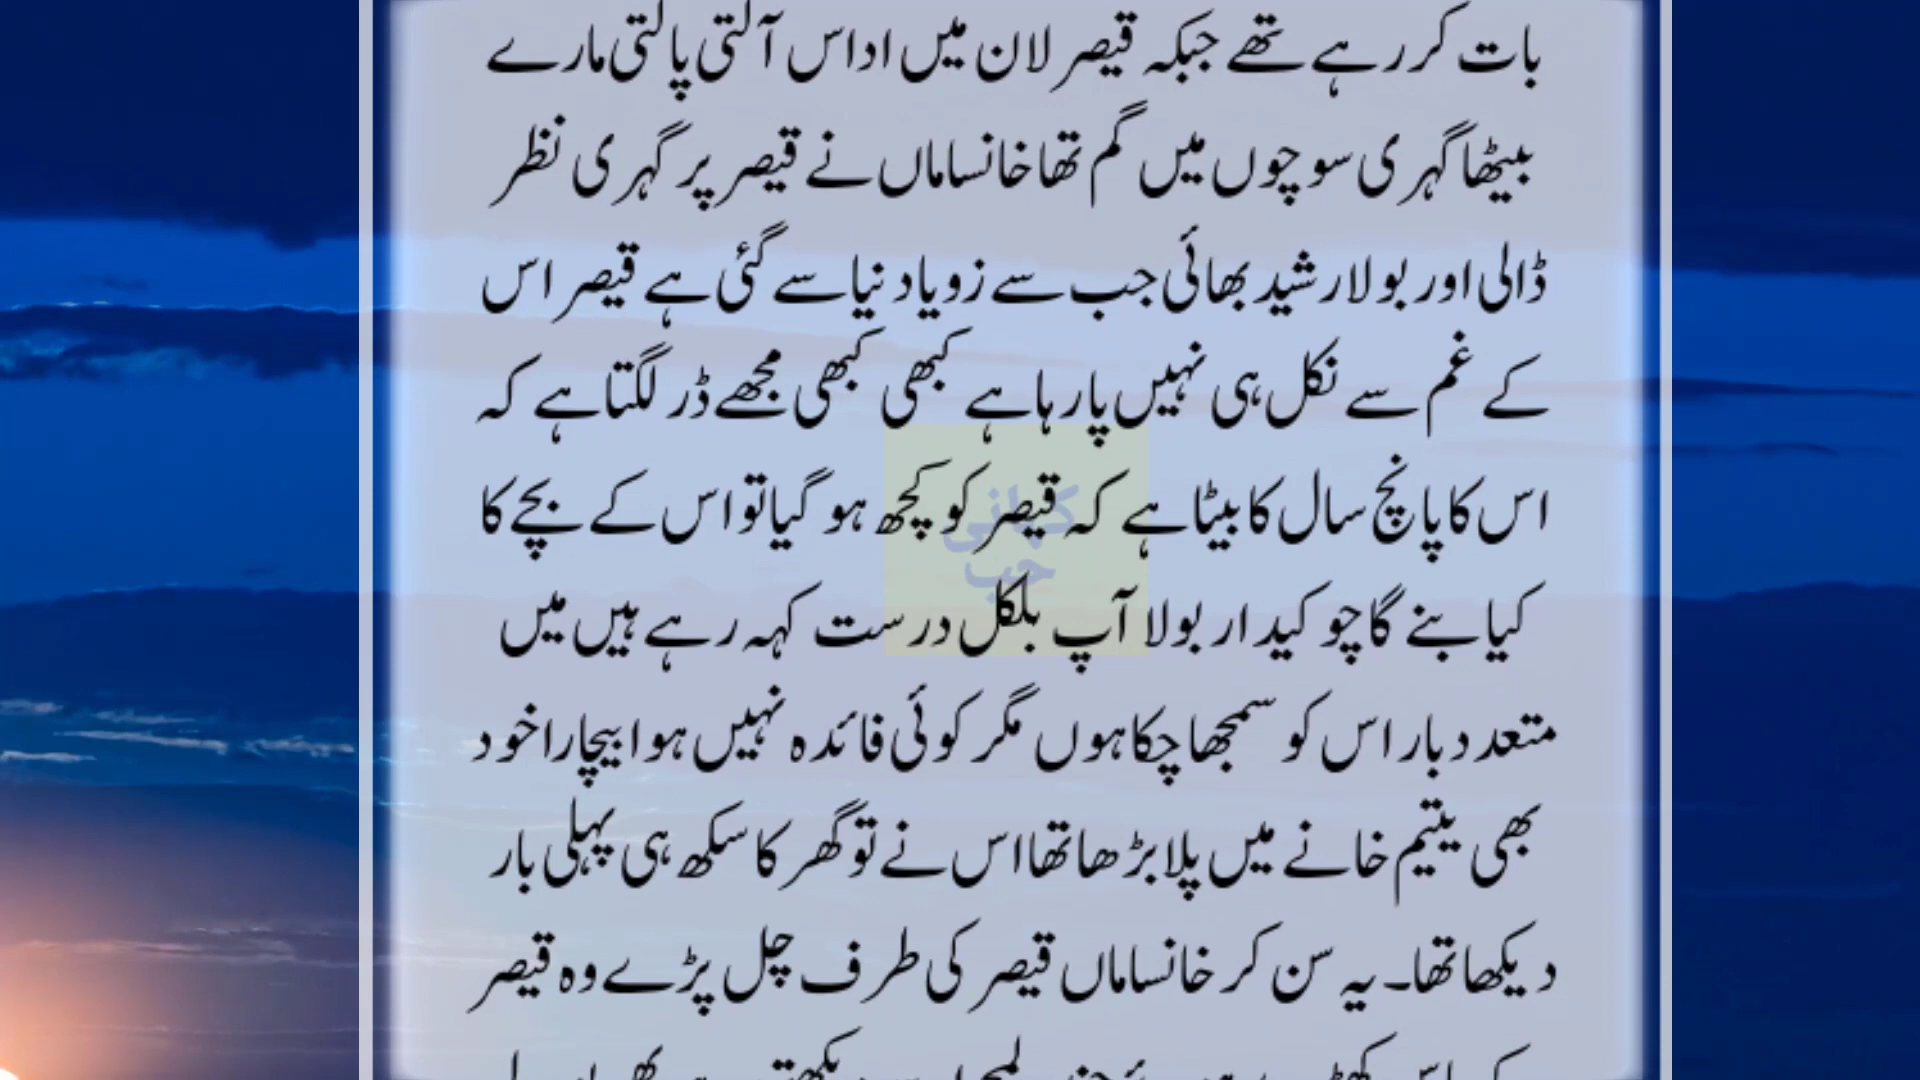 بات کر رہے تھے جبکہ قیصر لان میں اداس آلتی پالتی مارے
بیٹھا گہری سوچوں میں گم تھا خانساماں نے قیصر پر گہری نظر
ڈالی اور بولا رشید بھائی جب سے زویا دنیا سے گئی ہے قیصر اس
کے غم سے نکل ہی نہیں پا رہا ہے کبھی کبھی مجھے ڈر لگتا ہے کہ
اس کا پانچ سال کا بیٹا ہے کہ قیصر کو کچھ ہو گیا تو اس کے بچے کا
کیا بنے گا چوکیدار بولا آپ بلکل درست کہہ رہے ہیں میں
متعدد بار اس کو سمجھا چکا ہوں مگر کوئی فائدہ نہیں ہوا بیچارا خود
بھی یتیم خانے میں پلا بڑھا تھا اس نے تو گھر کا سکھ ہی پہلی بار
دیکھا تھا۔ یہ سن کر خانساماں قیصر کی طرف چل پڑے وہ قیصر
کہانی
حب